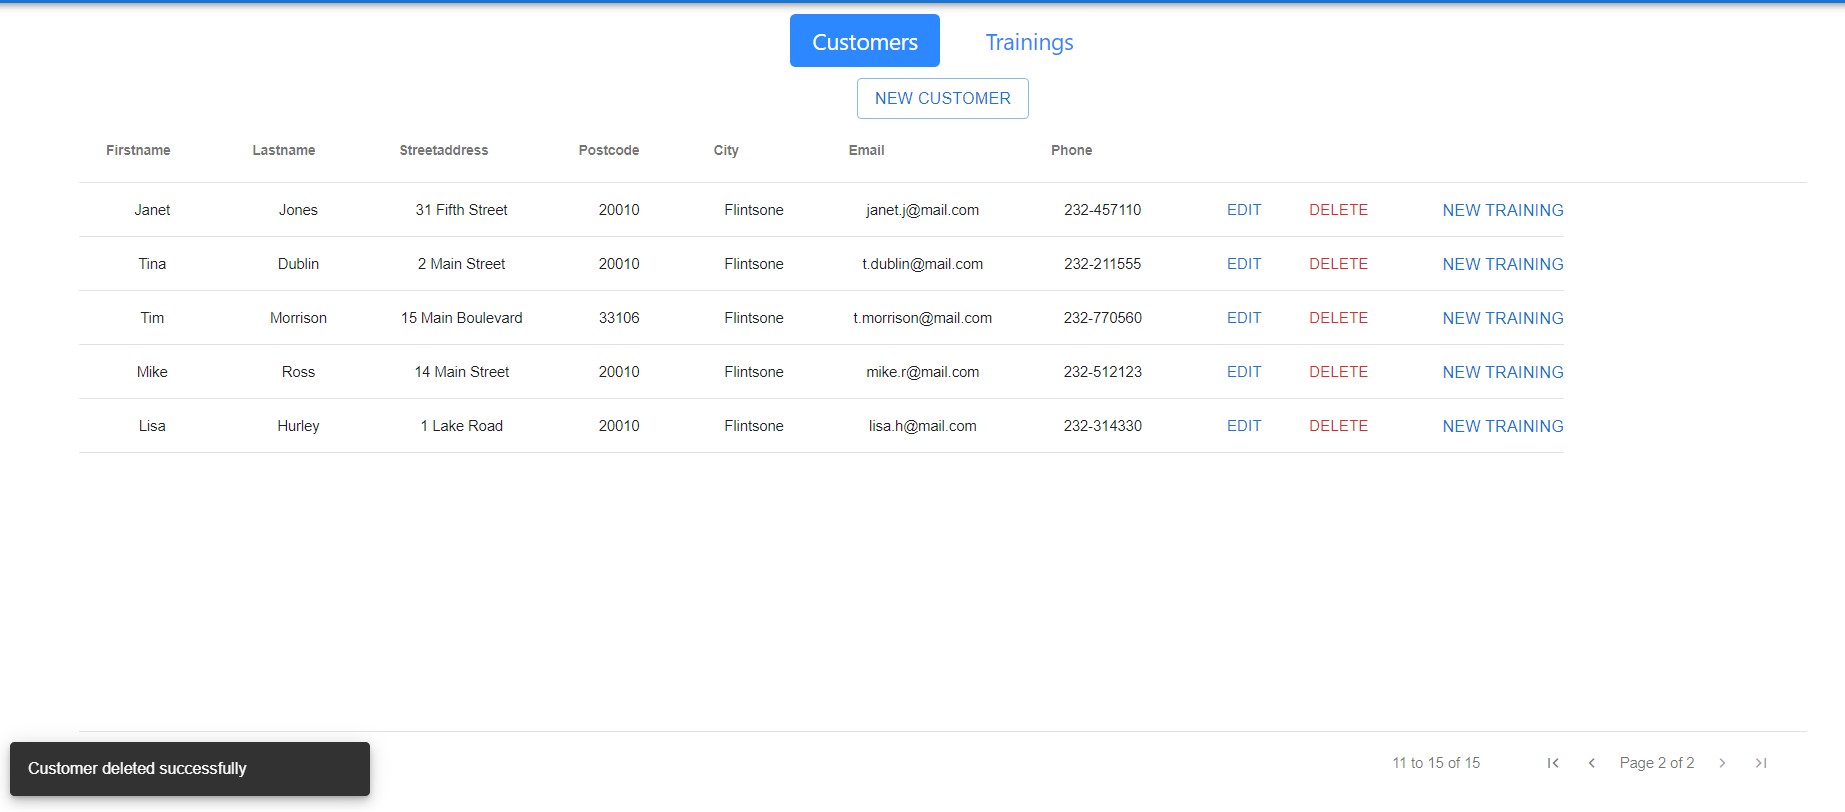 Customers Trainings
NEW CUSTOMER
Firstname Lastname Streetaddress Postcode City Email Phone
Janet Jones 31 Fifth Street 20010 Flintsone janet.j@mail.com 232-457110 EDIT DELETE NEW TRAINING
Tina Dublin 2 Main Street 20010 Flintsone t.dublin@mail.com 232-211555 EDIT DELETE NEW TRAINING
Tim Morrison 15 Main Boulevard 33106 Flintsone t.morrison@mail.com 232-770560 EDIT DELETE NEW TRAINING
Mike Ross 14 Main Street 20010 Flintsone mike.r@mail.com 232-512123 EDIT DELETE NEW TRAINING
Lisa Hurley 1 Lake Road 20010 Flintsone lisa.h@mail.com 232-314330 EDIT DELETE NEW TRAINING
11 to 15 of 15 Page 2 of 2
Customer deleted successfully